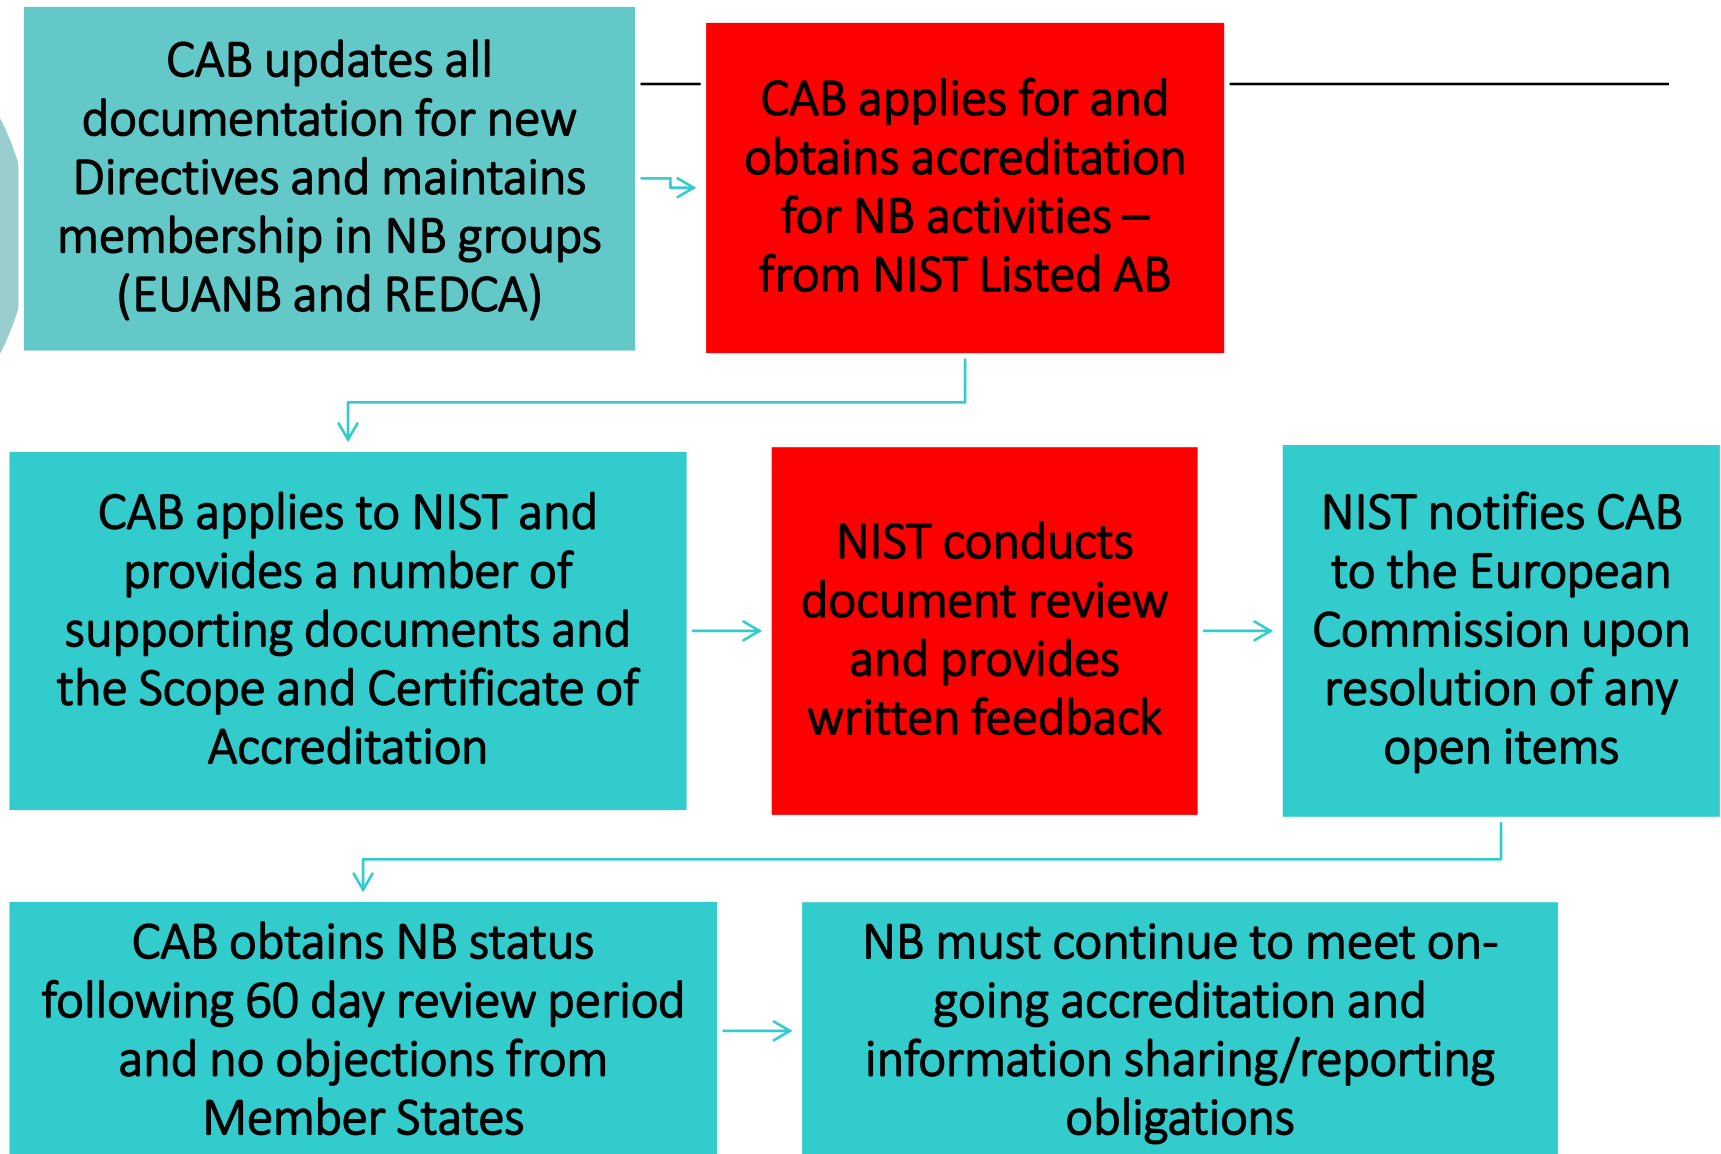 CAB updates all
documentation for new
Directives and maintains
membership in NB groups
(EUANB and REDCA)
CAB applies for and
obtains accreditation
for NB activities –
from NIST Listed AB
CAB applies to NIST and
provides a number of
supporting documents and
the Scope and Certificate of
Accreditation
NIST conducts
document review
and provides
written feedback
NIST notifies CAB
to the European
Commission upon
resolution of any
open items
CAB obtains NB status
following 60 day review period
and no objections from
Member States
NB must continue to meet on-
going accreditation and
information sharing/reporting
obligations